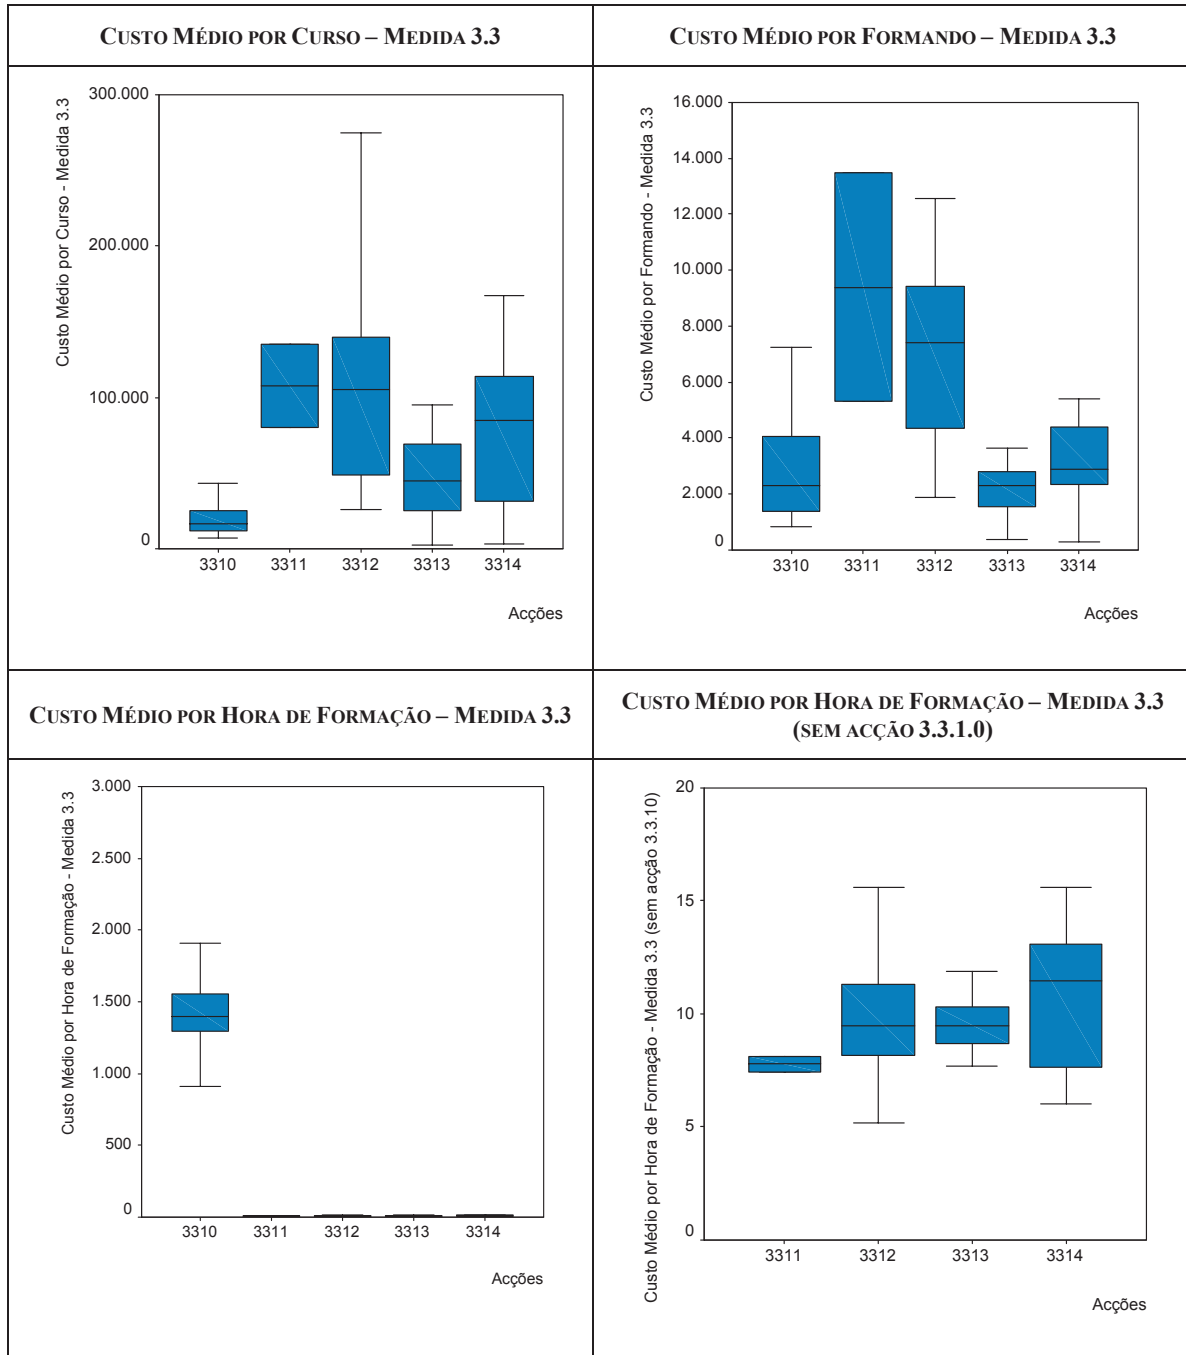 CUSTO MÉDIO POR CURSO – MEDIDA 3.3
CUSTO MÉDIO POR FORMANDO – MEDIDA 3.3
Custo Médio por Curso - Medida 3.3
300.000
200.000
100.000
0
3310 3311 3312 3313 3314
Acções
Custo Médio por Formando - Medida 3.3
16.000
14.000
12.000
10.000
8.000
6.000
4.000
2.000
0
3310 3311 3312 3313 3314
Acções
CUSTO MÉDIO POR HORA DE FORMAÇÃO – MEDIDA 3.3
CUSTO MÉDIO POR HORA DE FORMAÇÃO – MEDIDA 3.3
(SEM ACÇÃO 3.3.1.0)
Custo Médio por Hora de Formação - Medida 3.3
3.000
2.500
2.000
1.500
1.000
500
0
3310 3311 3312 3313 3314
Acções
Custo Médio por Hora de Formação - Medida 3.3 (sem acção 3.3.10)
20
15
10
5
0
3311 3312 3313 3314
Acções